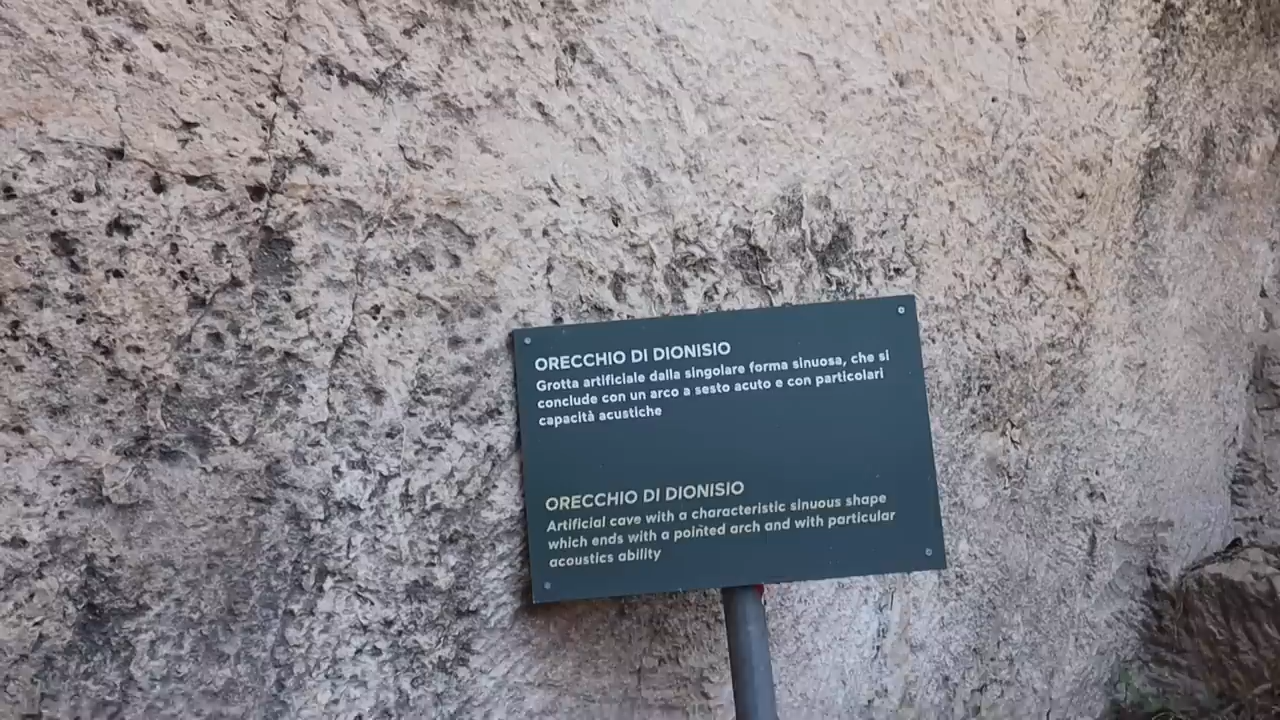 ORECCHIO DI DIONISIO
Grotta artificiale dalla singolare forma sinuosa, che si
conclude con un arco a sesto acuto e con particolari
capacità acustiche
ORECCHIO DI DIONISIO
Artificial cave with a characteristic sinuous shape
which ends with a pointed arch and with particular
acoustics ability